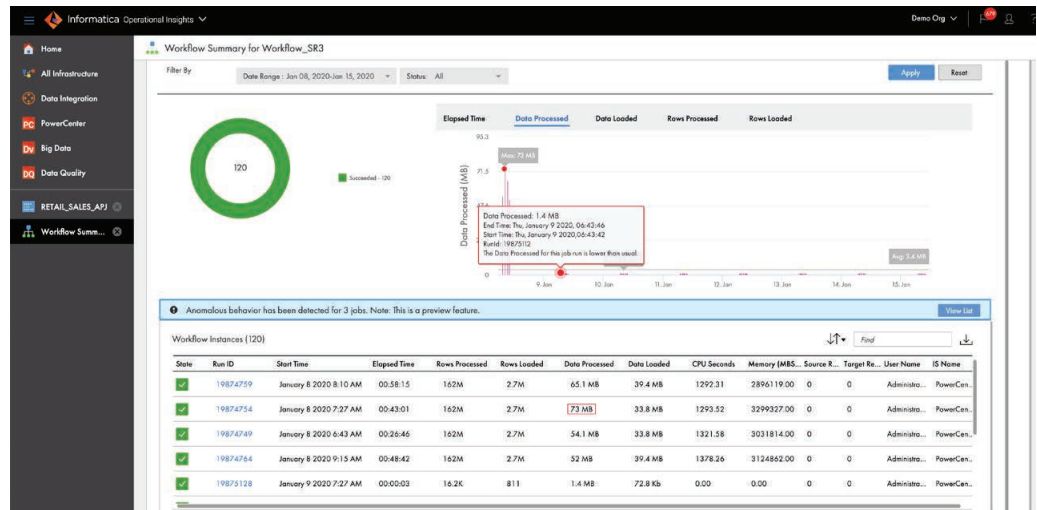 Informatica Operational Insights
Demo Org
679
Home
All Infrastructure
Data Integration
PC PowerCenter
Dv Big Data
DQ Data Quality
RETAIL_SALES_APJ
Workflow Summ...
Workflow Summary for Workflow_SR3
Filter By
Date Range : Jan 08, 2020-Jan 15, 2020
Status: All
Apply
Reset
120
Succeeded - 120
Elapsed Time Data Processed Data Loaded Rows Processed Rows Loaded
Data Processed (MB)
95.3
71.5
0
Max: 73 MB
Data Processed: 1.4 MB
End Time: Thu, January 9 2020, 06:43:46
Start Time: Thu, January 9 2020,06:43:42
RunId: 19875112
The Data Processed for this job run is lower than usual.
Avg: 3.4 MB
9. Jan 10. Jan 11. Jan 12. Jan 13. Jan 14. Jan 15. Jan
Anomalous behavior has been detected for 3 jobs. Note: This is a preview feature.
View List
Workflow Instances (120)
Find
State Run ID Start Time Elapsed Time Rows Processed Rows Loaded Data Processed Data Loaded CPU Seconds Memory (MBS... Source R... Target Re... User Name IS Name
19874759 January 8 2020 8:10 AM 00:58:15 162M 2.7M 65.1 MB 39.4 MB 1292.31 2896119.00 0 0 Administra... PowerCen...
19874754 January 8 2020 7:27 AM 00:43:01 162M 2.7M 73 MB 33.8 MB 1293.52 3299327.00 0 0 Administra... PowerCen...
19874749 January 8 2020 6:43 AM 00:26:46 162M 2.7M 54.1 MB 33.8 MB 1321.58 3031814.00 0 0 Administra... PowerCen...
19874764 January 8 2020 9:15 AM 00:48:42 162M 2.7M 52 MB 39.4 MB 1378.26 3124862.00 0 0 Administra... PowerCen...
19875128 January 9 2020 7:27 AM 00:00:03 16.2K 811 1.4 MB 72.8 Kb 0.00 0.00 0 0 Administra... PowerCen...